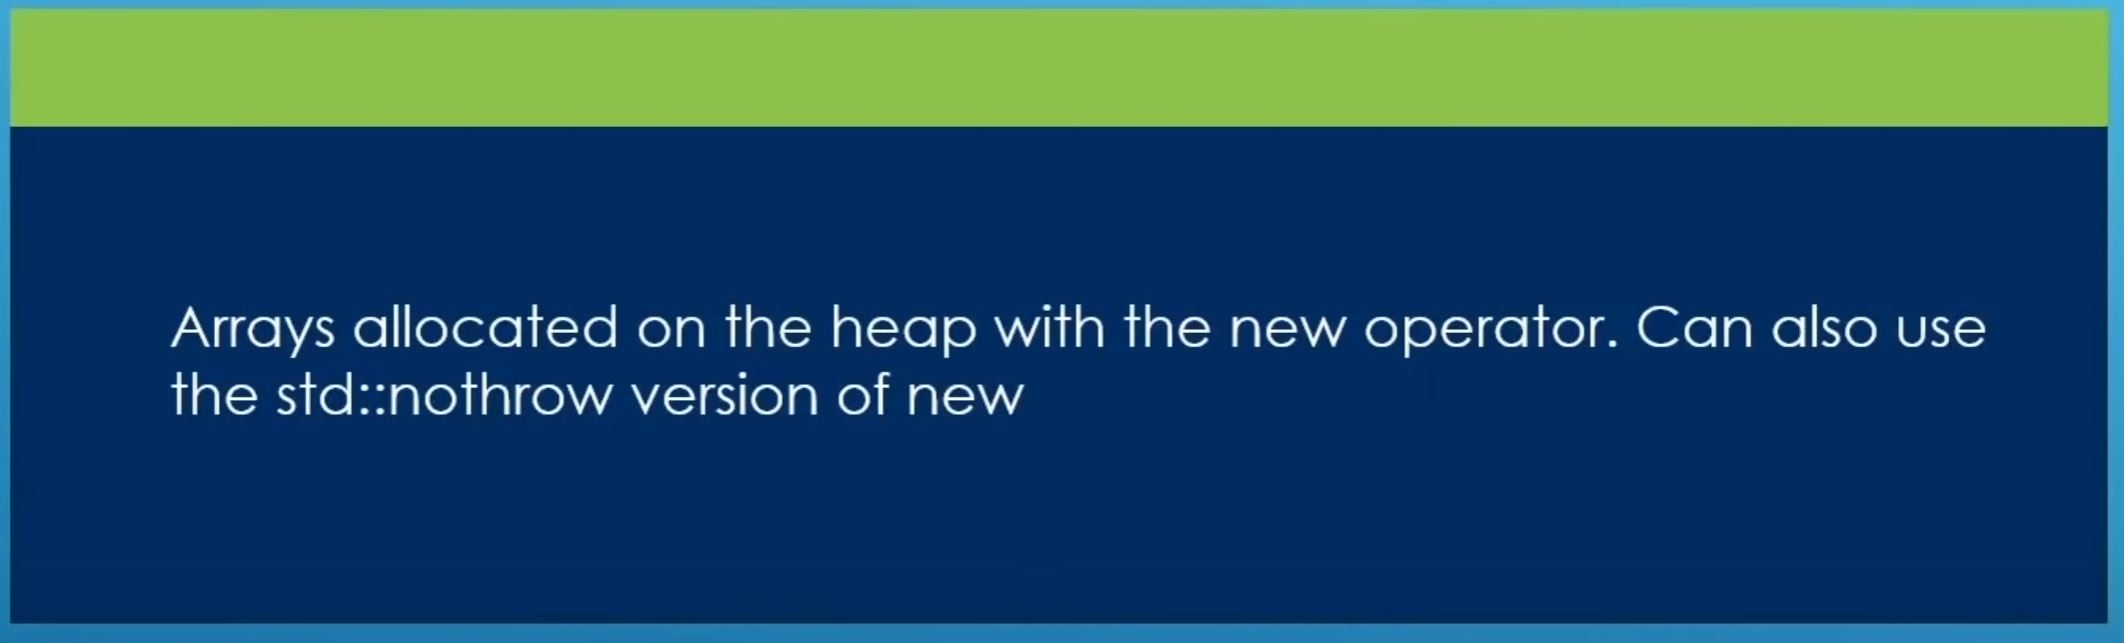 Arrays allocated on the heap with the new operator. Can also use
the std::nothrow version of new